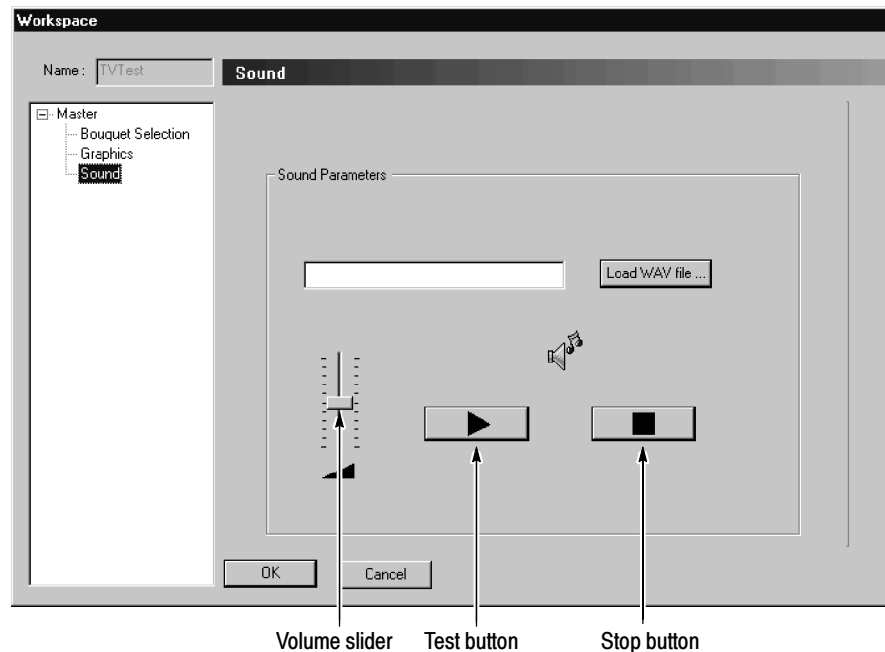 Workspace
Name : TVTest
Sound
Master
Bouquet Selection
Graphics
Sound
Sound Parameters
Load WAV file ...
OK
Cancel
Volume slider
Test button
Stop button